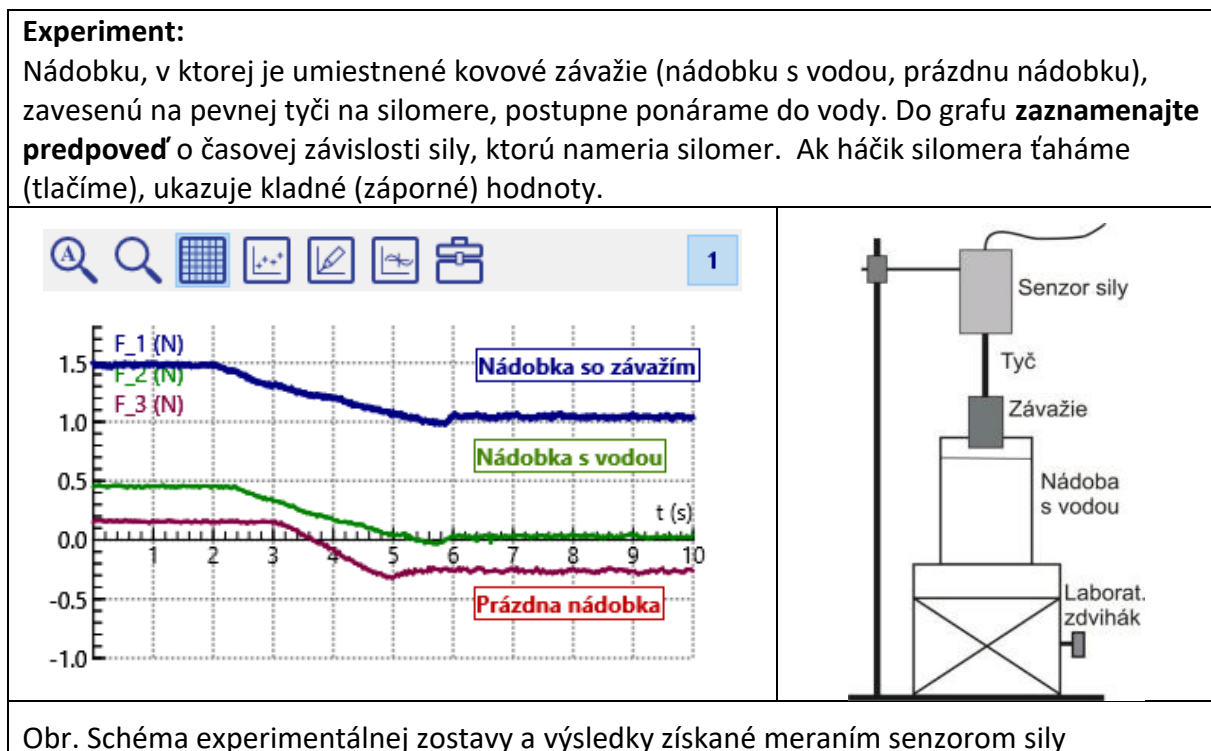 Experiment:
Nádobku, v ktorej je umiestnené kovové závažie (nádobku s vodou, prázdnu nádobku),
zavesenú na pevnej tyči na silomere, postupne ponárame do vody. Do grafu zaznamenajte
predpoveď o časovej závislosti sily, ktorú nameria silomer.  Ak háčik silomera ťaháme
(tlačíme), ukazuje kladné (záporné) hodnoty.
A
1
F_1 (N)
F_2 (N)
F_3 (N)
1.5
1.0
0.5
0.0
-0.5
-1.0
Nádobka so závažím
Nádobka s vodou
t (s)
1 2 3 4 5 6 7 8 9 10
Prázdna nádobka
Senzor sily
Tyč
Závažie
Nádoba
s vodou
Laborat.
zdvihák
Obr. Schéma experimentálnej zostavy a výsledky získané meraním senzorom sily